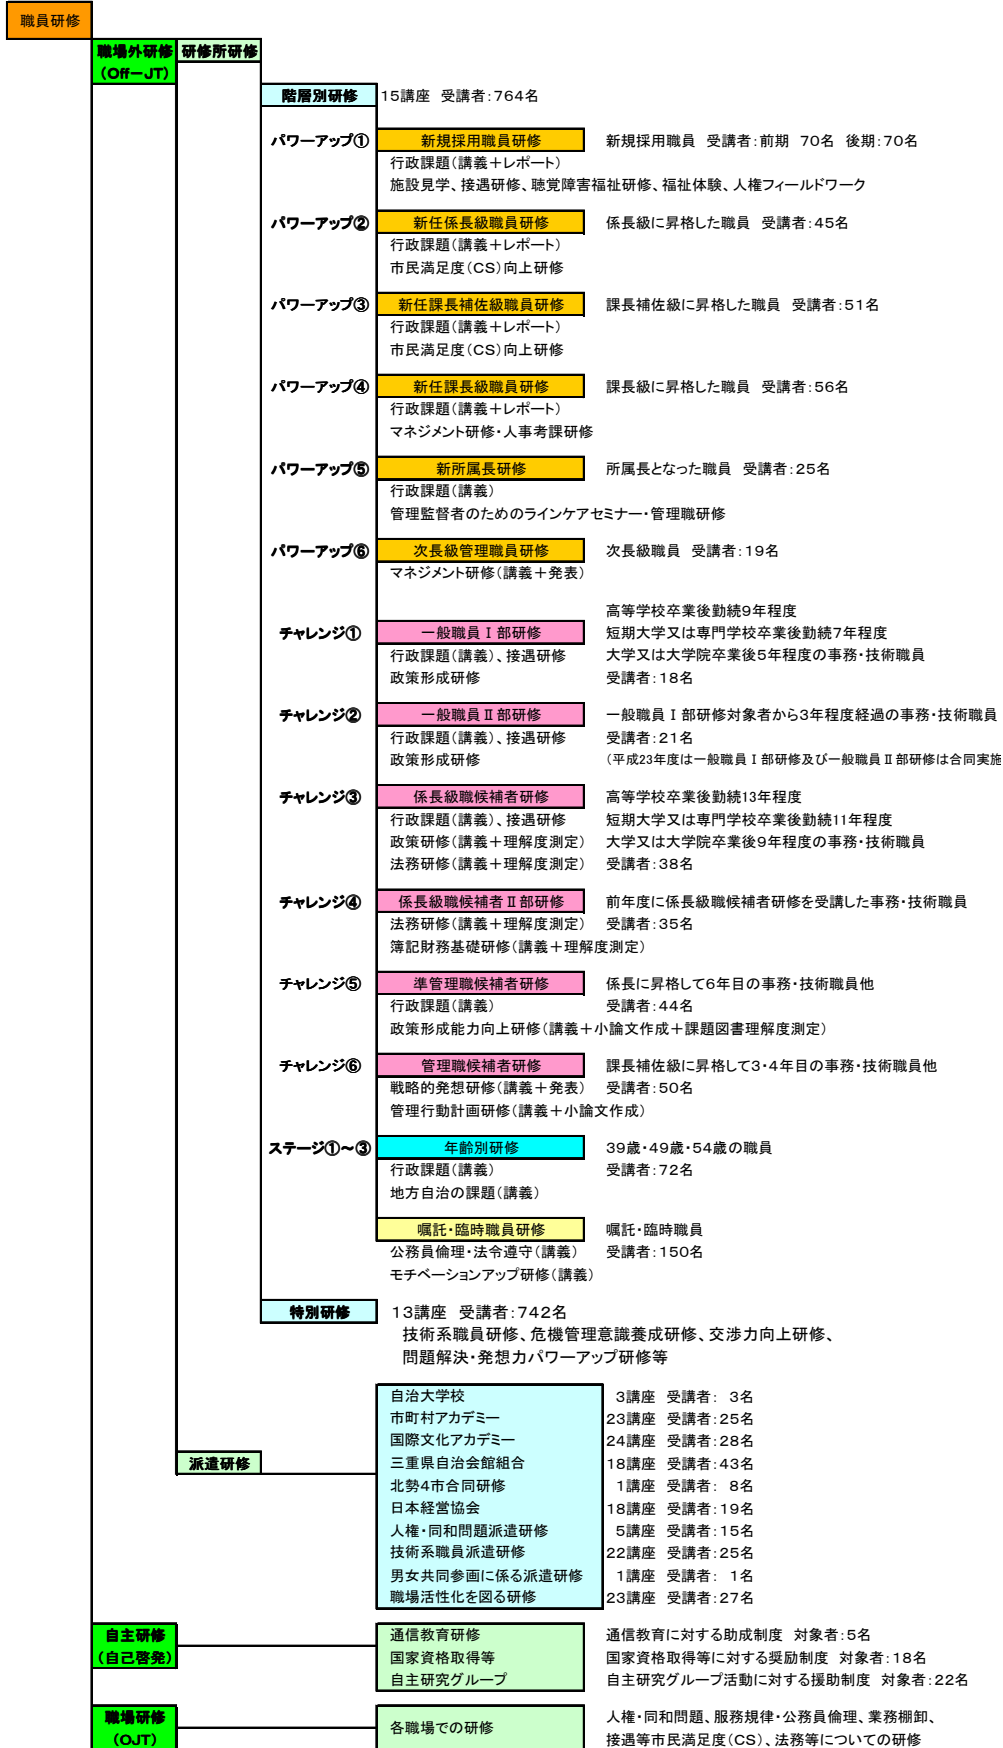 職員研修
職場外研修 研修所研修
(Off－JT)
階層別研修 15講座 受講者：764名
パワーアップ① 新規採用職員研修 新規採用職員 受講者：前期 70名 後期：70名
行政課題（講義＋レポート）
施設見学、接遇研修、聴覚障害福祉研修、福祉体験、人権フィールドワーク
パワーアップ② 新任係長級職員研修 係長級に昇格した職員 受講者：45名
行政課題（講義＋レポート）
市民満足度（CS）向上研修
パワーアップ③ 新任課長補佐級職員研修 課長補佐級に昇格した職員 受講者：51名
行政課題（講義＋レポート）
市民満足度（CS）向上研修
パワーアップ④ 新任課長級職員研修 課長級に昇格した職員 受講者：56名
行政課題（講義＋レポート）
マネジメント研修・人事考課研修
パワーアップ⑤ 新所属長研修 所属長となった職員 受講者：25名
行政課題（講義）
管理監督者のためのラインケアセミナー・管理職研修
パワーアップ⑥ 次長級管理職員研修 次長級職員 受講者：19名
マネジメント研修（講義＋発表）
高等学校卒業後勤続9年程度
チャレンジ① 一般職員Ⅰ部研修 短期大学又は専門学校卒業後勤続7年程度
行政課題（講義）、接遇研修 大学又は大学院卒業後5年程度の事務・技術職員
政策形成研修 受講者：18名
チャレンジ② 一般職員Ⅱ部研修 一般職員Ⅰ部研修対象者から3年程度経過の事務・技術職員
行政課題（講義）、接遇研修 受講者：21名
政策形成研修 （平成23年度は一般職員Ⅰ部研修及び一般職員Ⅱ部研修は合同実施
チャレンジ③ 係長級職候補者研修 高等学校卒業後勤続13年程度
行政課題（講義）、接遇研修 短期大学又は専門学校卒業後勤続11年程度
政策研修（講義＋理解度測定） 大学又は大学院卒業後9年程度の事務・技術職員
法務研修（講義＋理解度測定） 受講者：38名
チャレンジ④ 係長級職候補者Ⅱ部研修 前年度に係長級職候補者研修を受講した事務・技術職員
法務研修（講義＋理解度測定） 受講者：35名
簿記財務基礎研修（講義＋理解度測定）
チャレンジ⑤ 準管理職候補者研修 係長に昇格して6年目の事務・技術職員他
行政課題（講義） 受講者：44名
政策形成能力向上研修（講義＋小論文作成＋課題図書理解度測定）
チャレンジ⑥ 管理職候補者研修 課長補佐級に昇格して3・4年目の事務・技術職員他
戦略的発想研修（講義＋発表） 受講者：50名
管理行動計画研修（講義＋小論文作成）
ステージ①～③ 年齢別研修 39歳・49歳・54歳の職員
行政課題（講義） 受講者：72名
地方自治の課題（講義）
嘱託・臨時職員研修 嘱託・臨時職員
公務員倫理・法令遵守（講義） 受講者：150名
モチベーションアップ研修（講義）
特別研修 13講座 受講者：742名
技術系職員研修、危機管理意識養成研修、交渉力向上研修、
問題解決・発想力パワーアップ研修等
自治大学校 3講座 受講者： 3名
市町村アカデミー 23講座 受講者：25名
国際文化アカデミー 24講座 受講者：28名
派遣研修 三重県自治会館組合 18講座 受講者：43名
北勢4市合同研修 1講座 受講者： 8名
日本経営協会 18講座 受講者：19名
人権・同和問題派遣研修 5講座 受講者：15名
技術系職員派遣研修 22講座 受講者：25名
男女共同参画に係る派遣研修 1講座 受講者： 1名
職場活性化を図る研修 23講座 受講者：27名
自主研修 通信教育研修 通信教育に対する助成制度 対象者：5名
（自己啓発） 国家資格取得等 国家資格取得等に対する奨励制度 対象者：18名
自主研究グループ 自主研究グループ活動に対する援助制度 対象者：22名
職場研修 各職場での研修 人権・同和問題、服務規律・公務員倫理、業務棚卸、
（OJT） 接遇等市民満足度（CS）、法務等についての研修